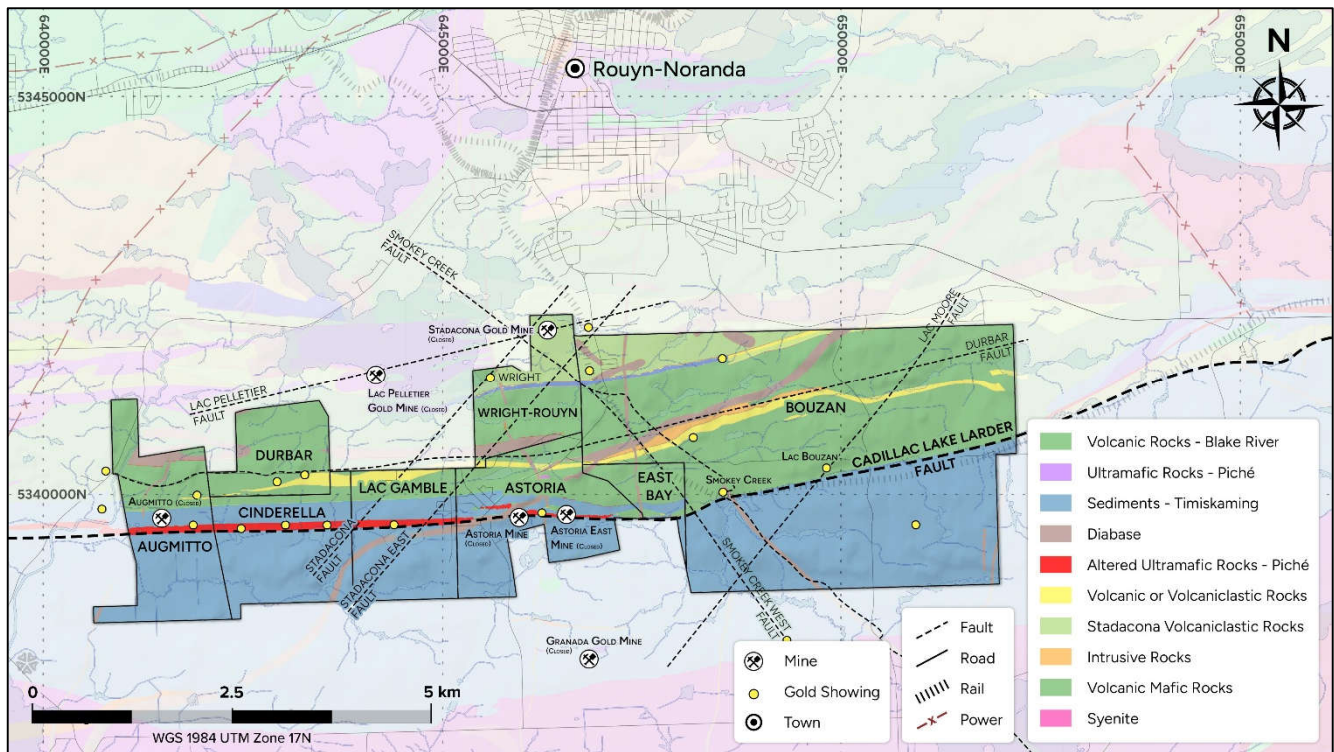 640000E
645000E
650000E
655000E
N
Rouyn-Noranda
5345000N
SMOKEY CREEK
FAULT
LAC MOORE
FAULT
STADACONA GOLD MINE
(CLOSED)
DURBAR
FAULT
WRIGHT
LAC PELLETIER
GOLD MINE (CLOSED)
LAC PELLETIER
FAULT
WRIGHT-ROUYN
BOUZAN
DURBAR
CADILLAC LAKE LARDER
FAULT
LAC BOUZAN
5340000N
LAC GAMBLE
ASTORIA
EAST
BAY
SMOKEY CREEK
AUGMITTO (CLOSED)
CINDERELLA
AUGMITTO
STADACONA
FAULT
STADACONA EAST
FAULT
ASTORIA MINE
(CLOSED)
ASTORIA EAST
MINE (CLOSED)
SMOKEY CREEK WEST
FAULT
GRANADA GOLD MINE
(CLOSED)
Volcanic Rocks - Blake River
Ultramafic Rocks - Piché
Sediments - Timiskaming
Diabase
Altered Ultramafic Rocks - Piché
Volcanic or Volcaniclastic Rocks
Stadacona Volcaniclastic Rocks
Intrusive Rocks
Volcanic Mafic Rocks
Syenite
Fault
Road
Rail
Power
Mine
Gold Showing
Town
0 2.5 5 km
WGS 1984 UTM Zone 17N